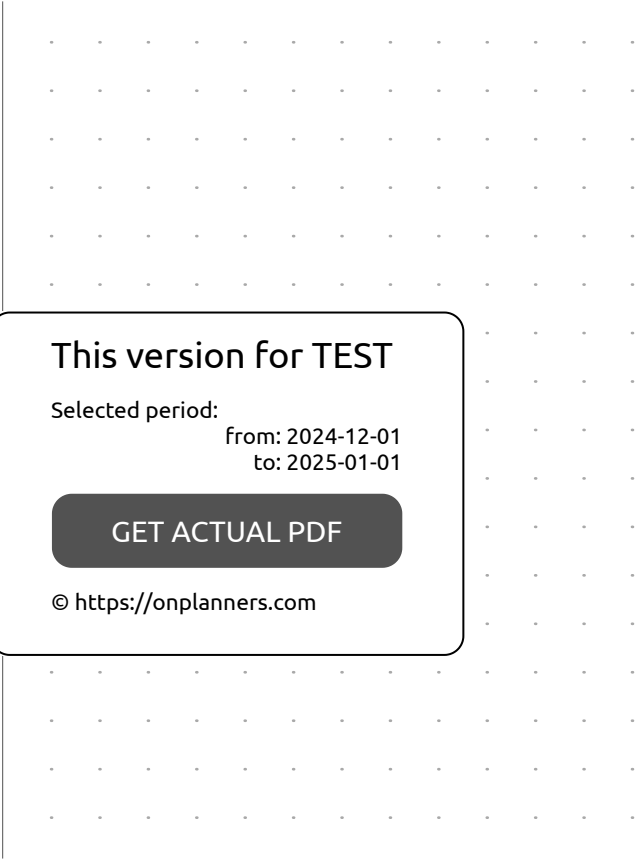 This version for TEST
Selected period:
from: 2024-12-01
to: 2025-01-01
GET ACTUAL PDF
© https://onplanners.com